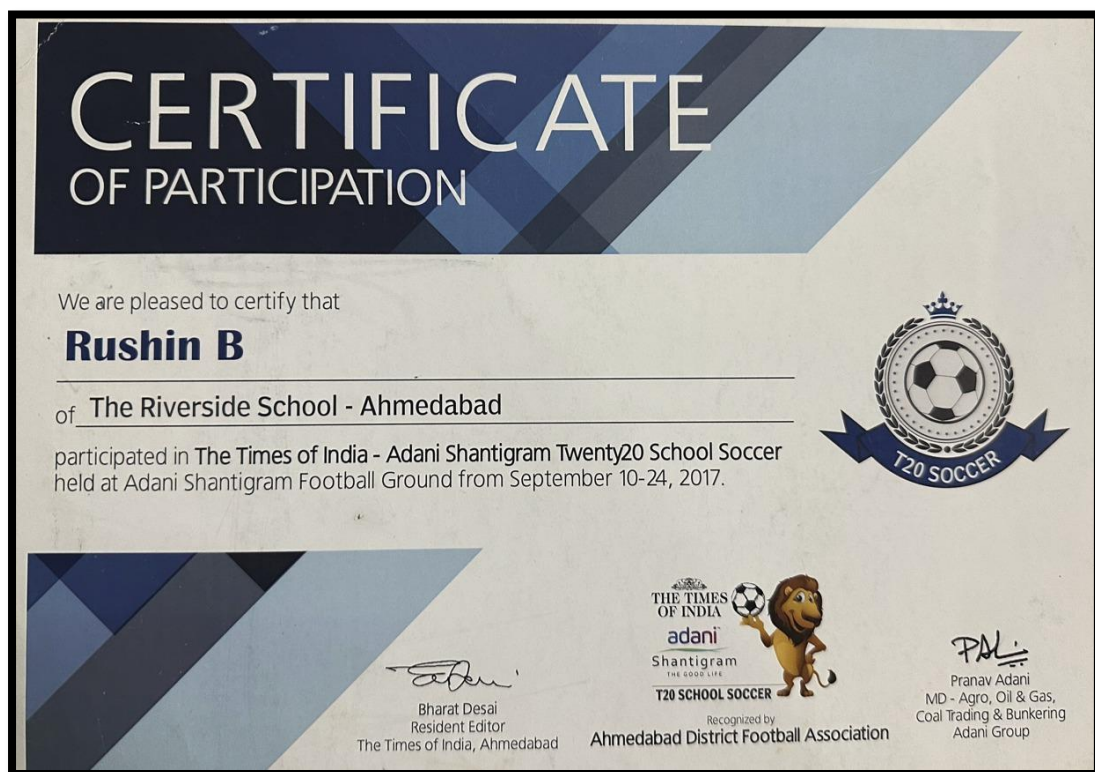 CERTIFICATE
OF PARTICIPATION
We are pleased to certify that
Rushin B
of The Riverside School - Ahmedabad
participated in The Times of India - Adani Shantigram Twenty20 School Soccer
held at Adani Shantigram Football Ground from September 10-24, 2017.
T20 SOCCER
THE TIMES
OF INDIA
adani
Shantigram
THE GOOD LIFE
T20 SCHOOL SOCCER
Recognized by
Ahmedabad District Football Association
Bharat Desai
Resident Editor
The Times of India, Ahmedabad
Pranav Adani
MD - Agro, Oil & Gas,
Coal Trading & Bunkering
Adani Group